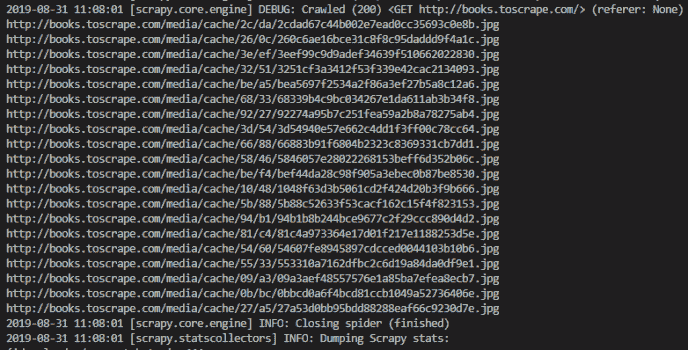 2019-08-31 11:08:01 [scrapy.core.engine] DEBUG: Crawled (200) <GET http://books.toscrape.com/> (referer: None)
http://books.toscrape.com/media/cache/2c/da/2cdad67c44b002e7ead0cc35693c0e8b.jpg
http://books.toscrape.com/media/cache/26/0c/260c6ae16bce31c8f8c95daddd9f4a1c.jpg
http://books.toscrape.com/media/cache/3e/ef/3eef99c9d9adef34639f510662022830.jpg
http://books.toscrape.com/media/cache/32/51/3251cf3a3412f53f339e42cac2134093.jpg
http://books.toscrape.com/media/cache/be/a5/bea5697f2534a2f86a3ef27b5a8c12a6.jpg
http://books.toscrape.com/media/cache/68/33/68339b4c9bc034267e1da611ab3b34f8.jpg
http://books.toscrape.com/media/cache/92/27/92274a95b7c251fea59a2b8a78275ab4.jpg
http://books.toscrape.com/media/cache/3d/54/3d54940e57e662c4dd1f3ff00c78cc64.jpg
http://books.toscrape.com/media/cache/66/88/66883b91f6804b2323c8369331cb7dd1.jpg
http://books.toscrape.com/media/cache/58/46/5846057e28022268153beff6d352b06c.jpg
http://books.toscrape.com/media/cache/be/f4/bef44da28c98f905a3ebec0b87be8530.jpg
http://books.toscrape.com/media/cache/10/48/1048f63d3b5061cd2f424d20b3f9b666.jpg
http://books.toscrape.com/media/cache/5b/88/5b88c52633f53cacf162c15f4f823153.jpg
http://books.toscrape.com/media/cache/94/b1/94b1b8b244bce9677c2f29ccc890d4d2.jpg
http://books.toscrape.com/media/cache/81/c4/81c4a973364e17d01f217e1188253d5e.jpg
http://books.toscrape.com/media/cache/54/60/54607fe8945897cdcced0044103b10b6.jpg
http://books.toscrape.com/media/cache/55/33/553310a7162dfbc2c6d19a84da0df9e1.jpg
http://books.toscrape.com/media/cache/09/a3/09a3aef48557576e1a85ba7efea8ecb7.jpg
http://books.toscrape.com/media/cache/0b/bc/0bbcd0a6f4bcd81ccb1049a52736406e.jpg
http://books.toscrape.com/media/cache/27/a5/27a53d0bb95bdd88288eaf66c9230d7e.jpg
2019-08-31 11:08:01 [scrapy.core.engine] INFO: Closing spider (finished)
2019-08-31 11:08:01 [scrapy.statscollectors] INFO: Dumping Scrapy stats: